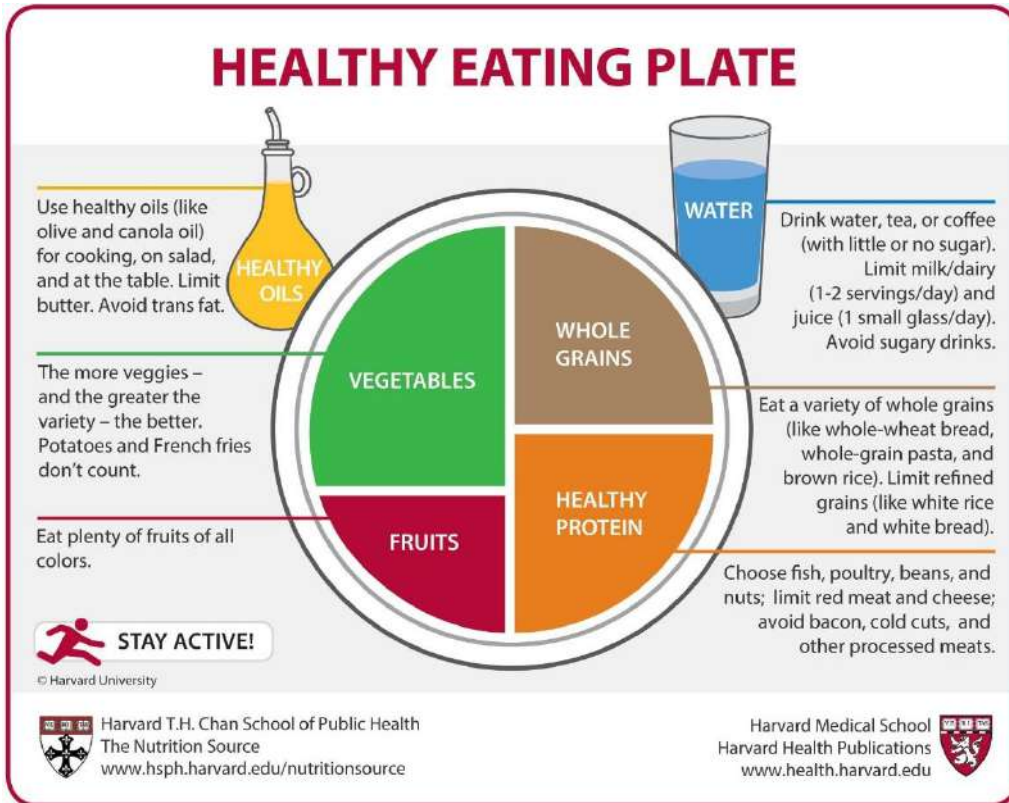 HEALTHY EATING PLATE
Use healthy oils (like
olive and canola oil)
for cooking, on salad,
and at the table. Limit
butter. Avoid trans fat.
HEALTHY
OILS
The more veggies –
and the greater the
variety – the better.
Potatoes and French fries
don't count.
Eat plenty of fruits of all
colors.
STAY ACTIVE!
© Harvard University
VEGETABLES
FRUITS
WHOLE
GRAINS
HEALTHY
PROTEIN
WATER
Drink water, tea, or coffee
(with little or no sugar).
Limit milk/dairy
(1-2 servings/day) and
juice (1 small glass/day).
Avoid sugary drinks.
Eat a variety of whole grains
(like whole-wheat bread,
whole-grain pasta, and
brown rice). Limit refined
grains (like white rice
and white bread).
Choose fish, poultry, beans, and
nuts; limit red meat and cheese;
avoid bacon, cold cuts, and
other processed meats.
Harvard T.H. Chan School of Public Health
The Nutrition Source
www.hsph.harvard.edu/nutritionsource
Harvard Medical School
Harvard Health Publications
www.health.harvard.edu